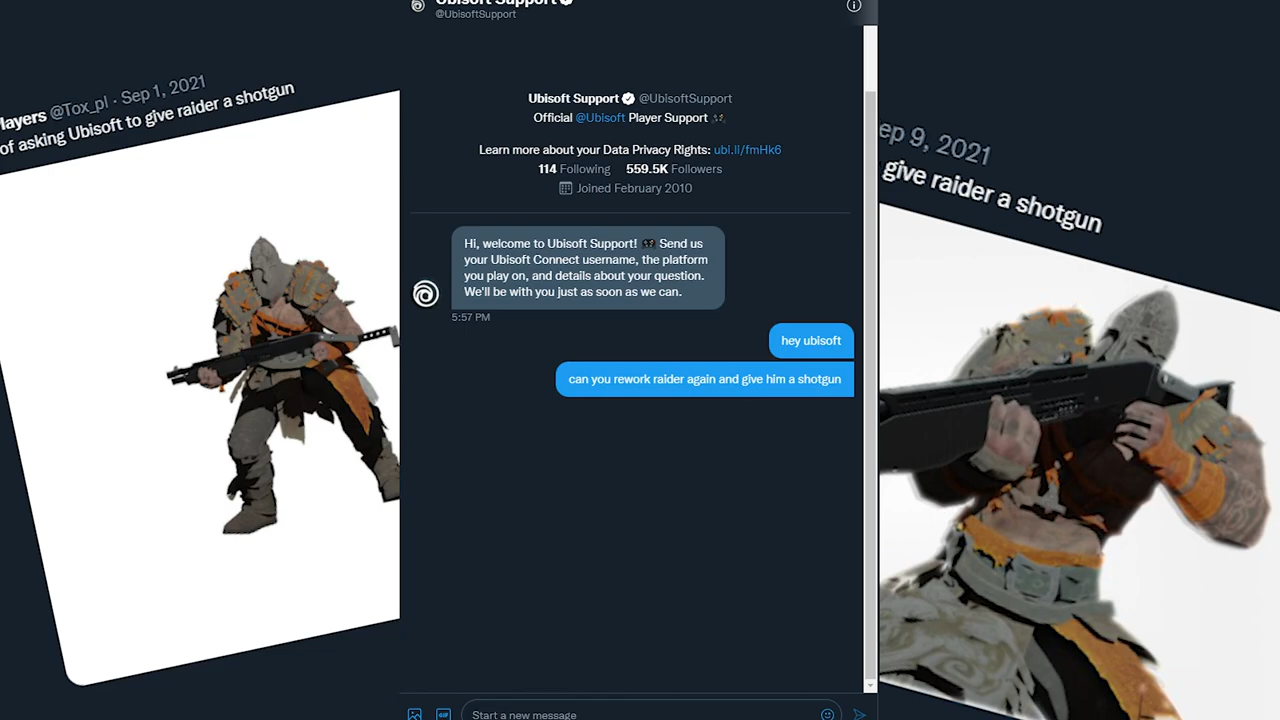 layers @Tox_pl · Sep 1, 2021
of asking Ubisoft to give raider a shotgun
Ubisoft Support
@UbisoftSupport
Ubisoft Support @UbisoftSupport
Official @Ubisoft Player Support
Learn more about your Data Privacy Rights: ubi.li/fmHk6
114 Following 559.5K Followers
Joined February 2010
Hi, welcome to Ubisoft Support! Send us
your Ubisoft Connect username, the platform
you play on, and details about your question.
We'll be with you just as soon as we can.
5:57 PM
hey ubisoft
can you rework raider again and give him a shotgun
GIF
Start a new message
ep 9, 2021
give raider a shotgun